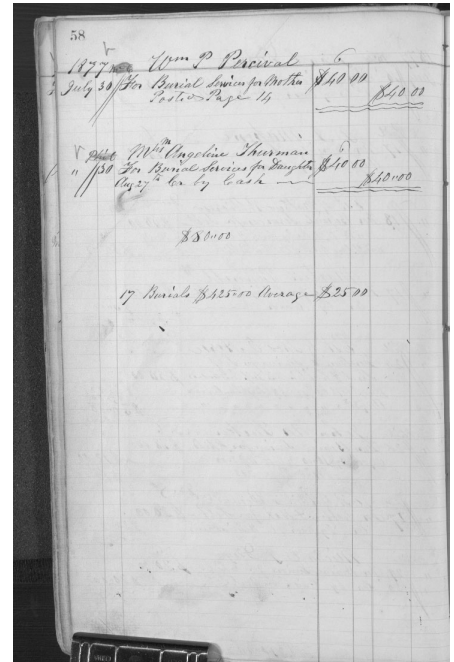 58
1877 Wm P Percival 6
July 30 For Burial Services for Mother $40 00
Posted Page 14 $40.00
Paid Mrs Angeline Thurman 6
" 30 For Burial Services for Daughter $40.00
Aug 27th Cr by Cash $40.00
$80.00
17 Burials $425.00 Average $25 00